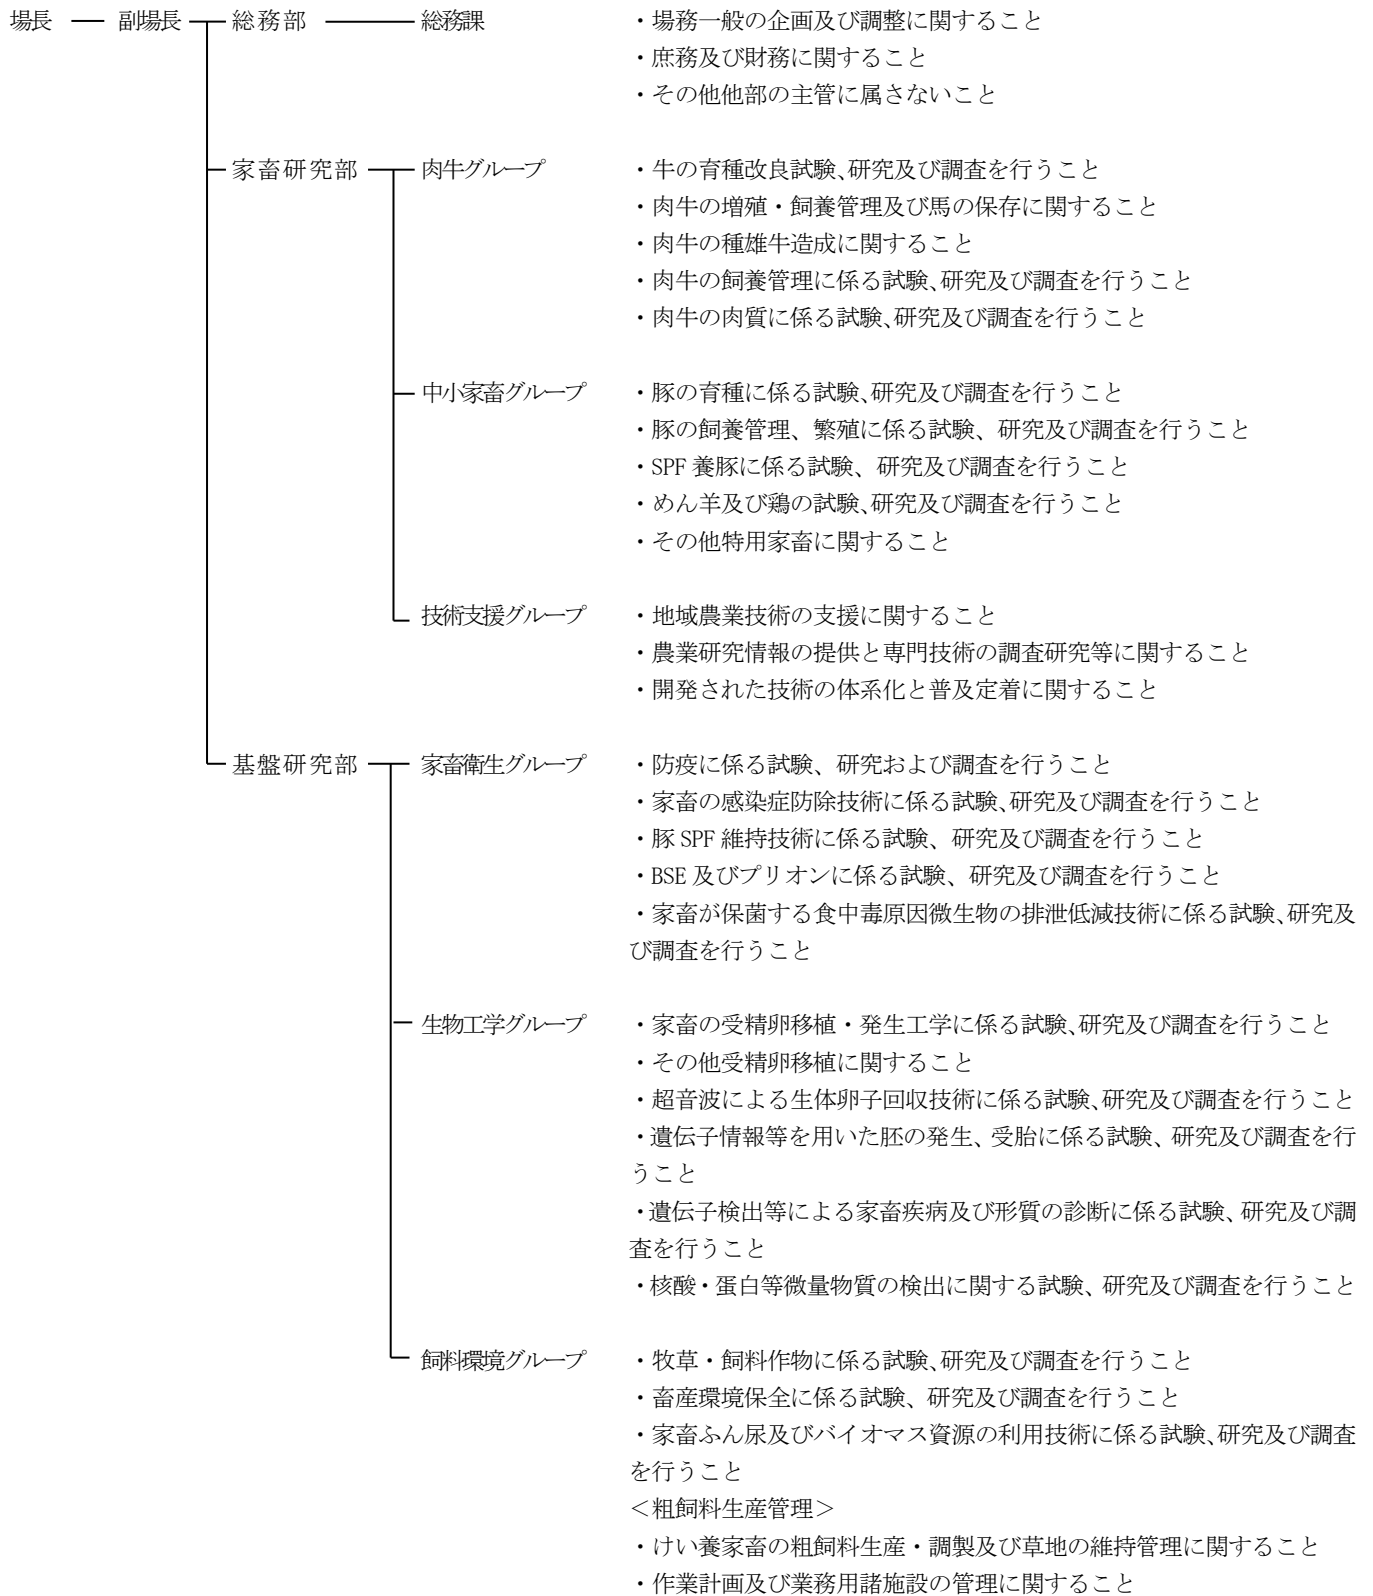 場長 副場長 総務部 総務課 ・場務一般の企画及び調整に関すること
・庶務及び財務に関すること
・その他他部の主管に属さないこと
家畜研究部 肉牛グループ ・牛の育種改良試験、研究及び調査を行うこと
・肉牛の増殖・飼養管理及び馬の保存に関すること
・肉牛の種雄牛造成に関すること
・肉牛の飼養管理に係る試験、研究及び調査を行うこと
・肉牛の肉質に係る試験、研究及び調査を行うこと
中小家畜グループ ・豚の育種に係る試験、研究及び調査を行うこと
・豚の飼養管理、繁殖に係る試験、研究及び調査を行うこと
・SPF 養豚に係る試験、研究及び調査を行うこと
・めん羊及び鶏の試験、研究及び調査を行うこと
・その他特用家畜に関すること
技術支援グループ ・地域農業技術の支援に関すること
・農業研究情報の提供と専門技術の調査研究等に関すること
・開発された技術の体系化と普及定着に関すること
基盤研究部 家畜衛生グループ ・防疫に係る試験、研究および調査を行うこと
・家畜の感染症防除技術に係る試験、研究及び調査を行うこと
・豚 SPF 維持技術に係る試験、研究及び調査を行うこと
・BSE 及びプリオンに係る試験、研究及び調査を行うこと
・家畜が保菌する食中毒原因微生物の排泄低減技術に係る試験、研究及
び調査を行うこと
生物工学グループ ・家畜の受精卵移植・発生工学に係る試験、研究及び調査を行うこと
・その他受精卵移植に関すること
・超音波による生体卵子回収技術に係る試験、研究及び調査を行うこと
・遺伝子情報等を用いた胚の発生、受胎に係る試験、研究及び調査を行
うこと
・遺伝子検出等による家畜疾病及び形質の診断に係る試験、研究及び調
査を行うこと
・核酸・蛋白等微量物質の検出に関する試験、研究及び調査を行うこと
飼料環境グループ ・牧草・飼料作物に係る試験、研究及び調査を行うこと
・畜産環境保全に係る試験、研究及び調査を行うこと
・家畜ふん尿及びバイオマス資源の利用技術に係る試験、研究及び調査
を行うこと
＜粗飼料生産管理＞
・けい養家畜の粗飼料生産・調製及び草地の維持管理に関すること
・作業計画及び業務用諸施設の管理に関すること